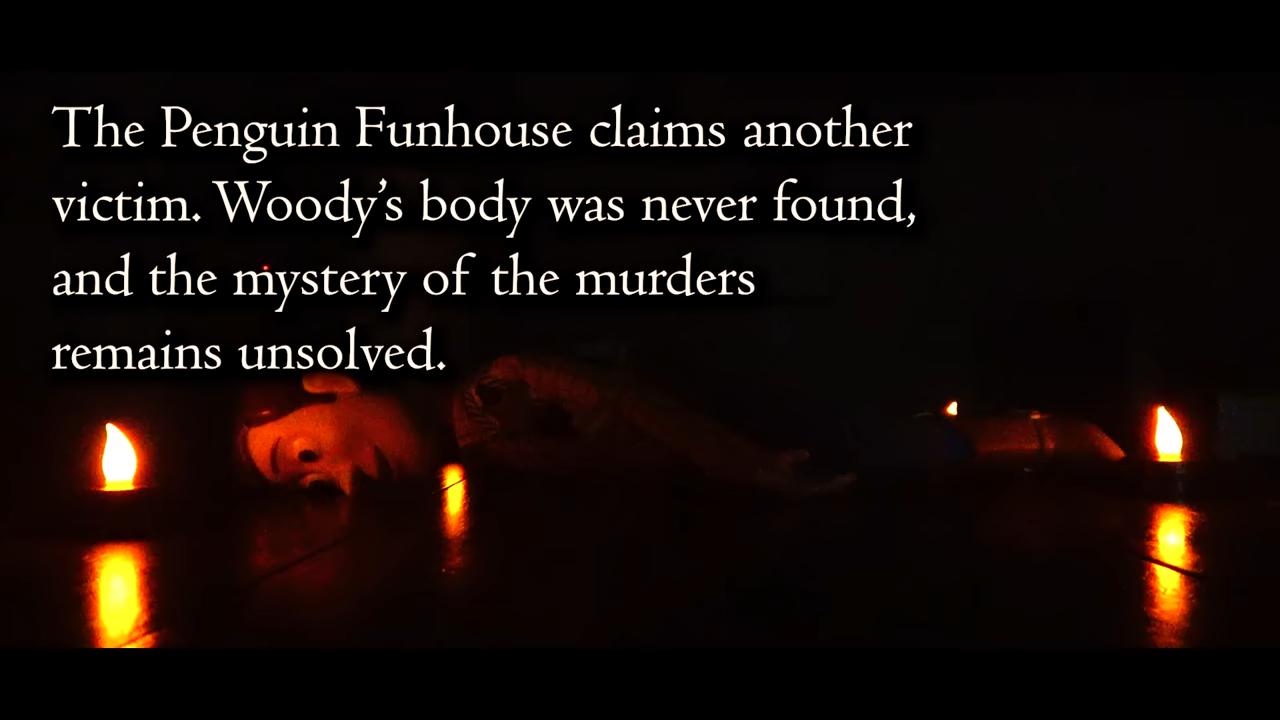 The Penguin Funhouse claims another
victim. Woody’s body was never found,
and the mystery of the murders
remains unsolved.